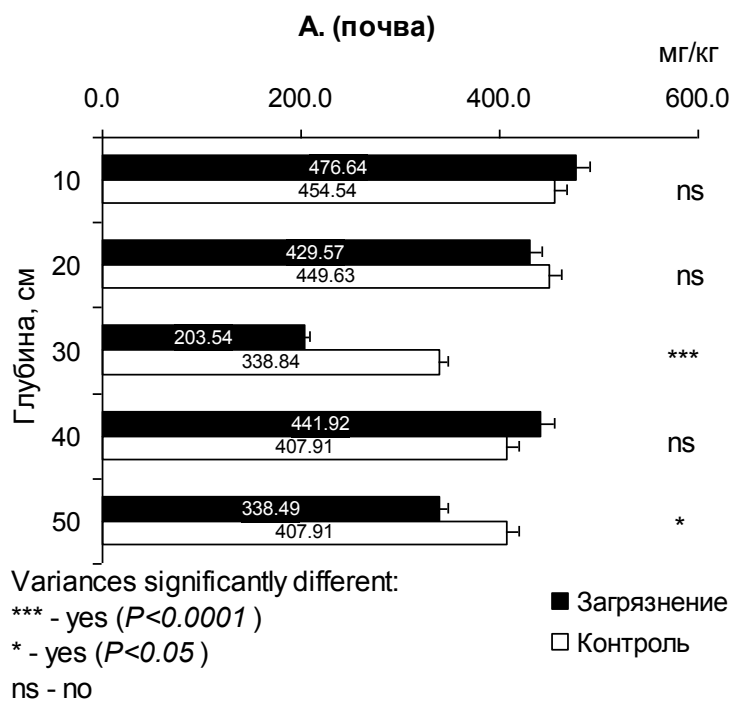 А. (почва)
мг/кг
0.0 200.0 400.0 600.0
Глубина, см
10 476.64
454.54 ns
20 429.57
449.63 ns
30 203.54
338.84 ***
40 441.92
407.91 ns
50 338.49
407.91 *
Variances significantly different:
*** - yes (P<0.0001 )
* - yes (P<0.05 )
ns - no
Загрязнение
Контроль